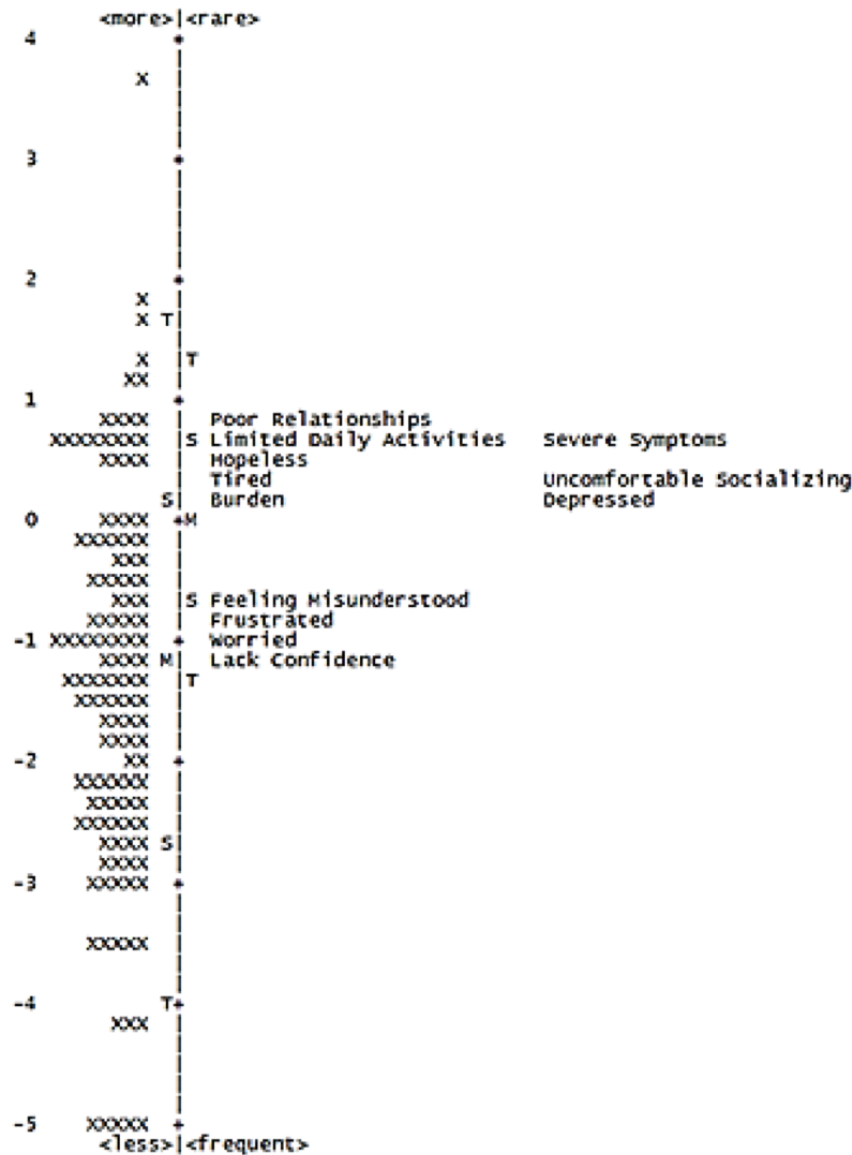 <more>|<rare>
4 +
X |
3 +
2 +
X |
X T|
X |T
XX |
1 +
XXXX | Poor Relationships
XXXXXXXX |S Limited Daily Activities Severe Symptoms
XXXX | Hopeless
| Tired Uncomfortable Socializing
S| Burden Depressed
0 XXXX +M
XXXXXX |
XXX |
XXXXX |
XXX |S Feeling Misunderstood
XXXXX | Frustrated
-1 XXXXXXXX + Worried
XXXX M| Lack Confidence
XXXXXXX |T
XXXXXX |
XXXX |
XXXX |
-2 XX +
XXXXXX |
XXXXX |
XXXXXX |
XXXX S|
XXXX |
-3 XXXXX +
XXXXX |
-4 T+
XXX |
-5 XXXXX +
<less>|<frequent>